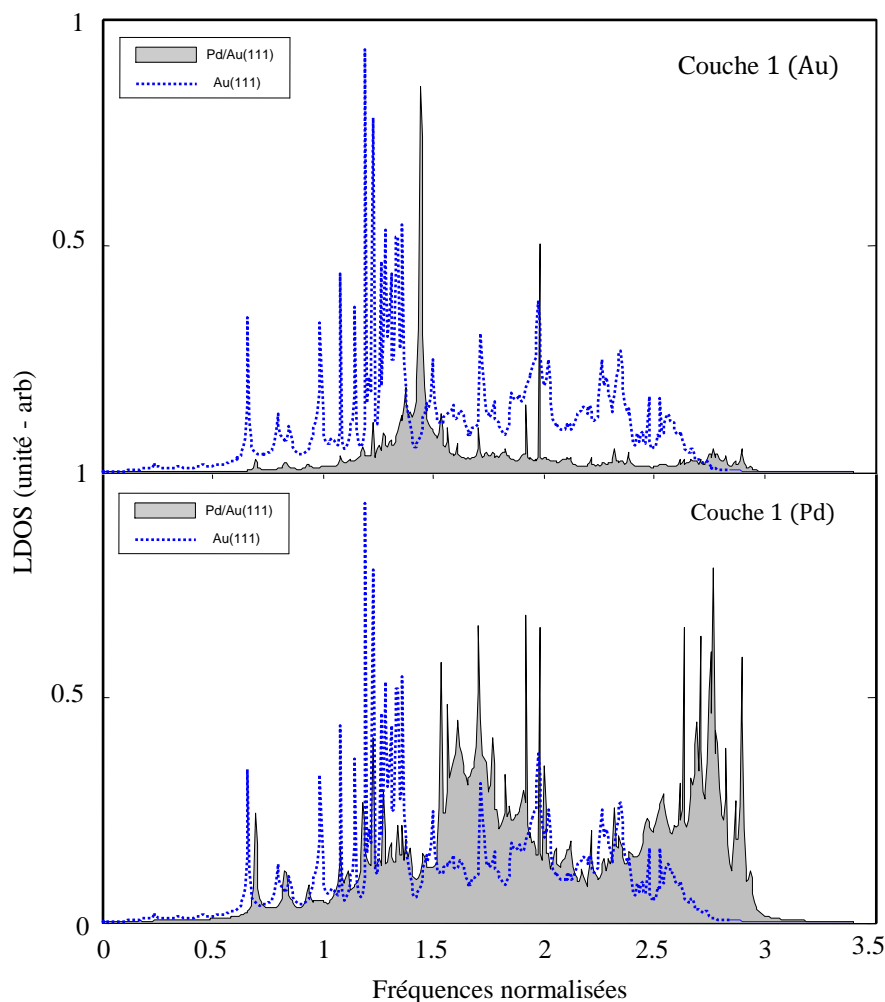 1
Pd/Au(111)
Au(111)
Couche 1 (Au)
0.5
1
Pd/Au(111)
Au(111)
Couche 1 (Pd)
LDOS (unité - arb)
0.5
0
0 0.5 1 1.5 2 2.5 3 3.5
Fréquences normalisées